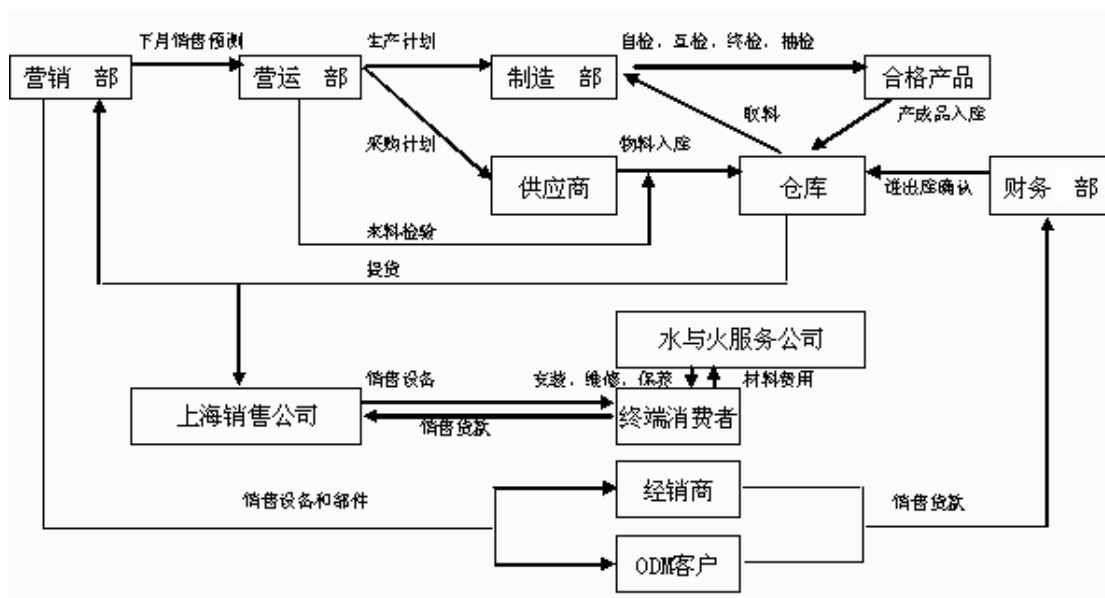 下月销售预测
生产计划
自检、互检、终检、抽检
营销 部
营运 部
制造 部
合格产品
取料
产成品入库
采购计划
物料入库
供应商
仓库
进出库确认
财务 部
来料检验
提货
水与火服务公司
销售设备
安装、维修、保养
材料费用
上海销售公司
终端消费者
销售货款
经销商
销售设备和部件
销售货款
ODM客户